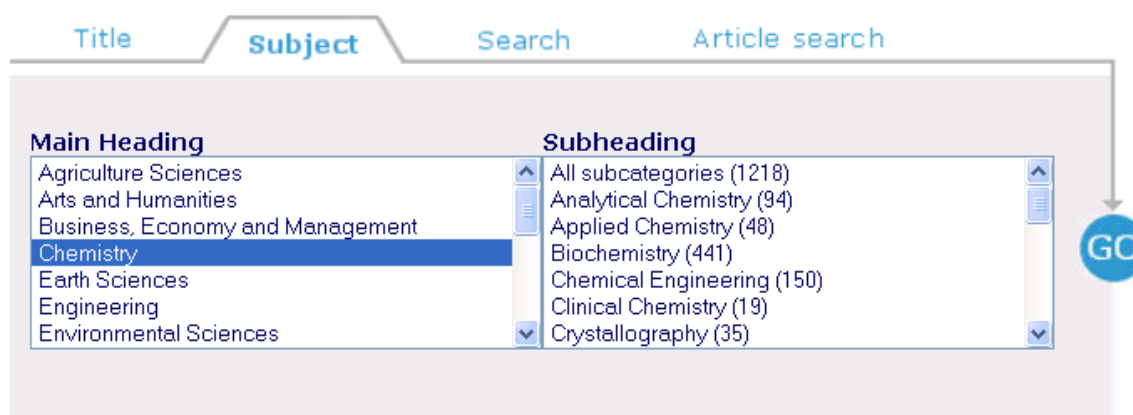 Title Subject Search Article search
Main Heading
Agriculture Sciences
Arts and Humanities
Business, Economy and Management
Chemistry
Earth Sciences
Engineering
Environmental Sciences
Subheading
All subcategories (1218)
Analytical Chemistry (94)
Applied Chemistry (48)
Biochemistry (441)
Chemical Engineering (150)
Clinical Chemistry (19)
Crystallography (35)
GO